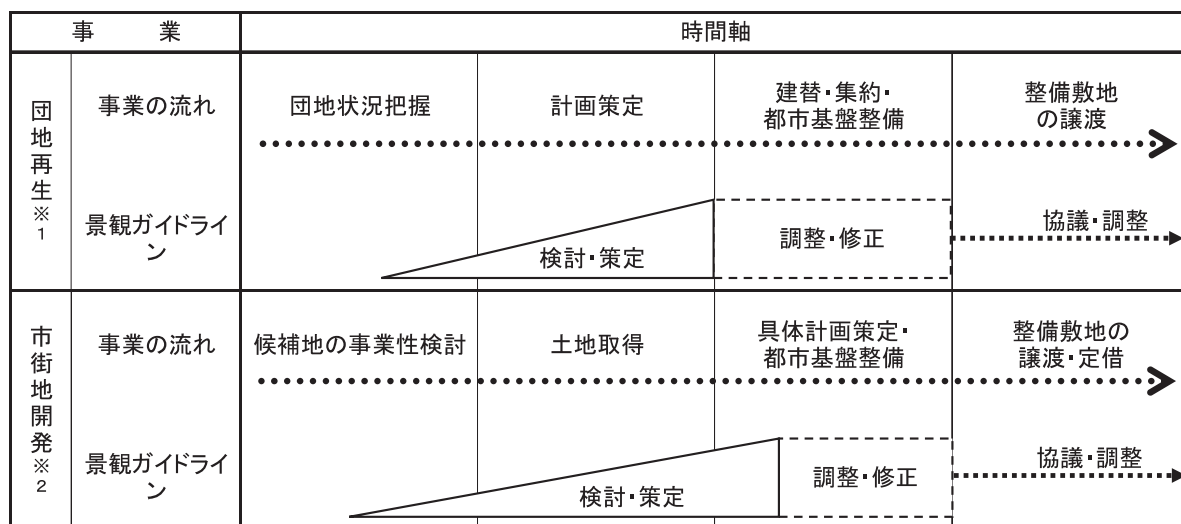 事　業
時間軸
団地再生※1
事業の流れ
団地状況把握
計画策定
建替・集約・
都市基盤整備
整備敷地
の譲渡
景観ガイドライ
ン
検討・策定
調整・修正
協議・調整
市街地開発※2
事業の流れ
候補地の事業性検討
土地取得
具体計画策定・
都市基盤整備
整備敷地の
譲渡・定借
景観ガイドライ
ン
検討・策定
調整・修正
協議・調整